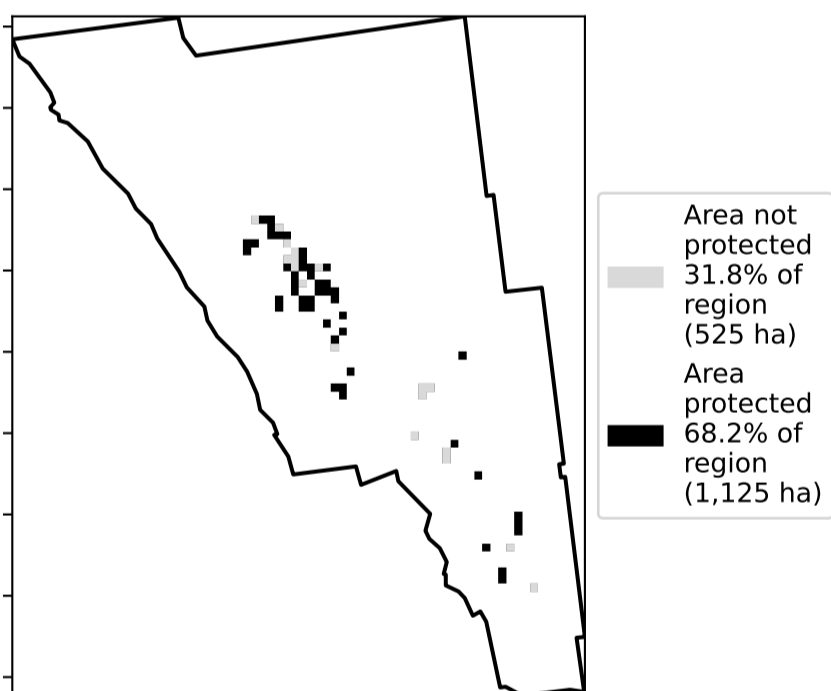 Area not
protected
31.8% of
region
(525 ha)
Area
protected
68.2% of
region
(1,125 ha)